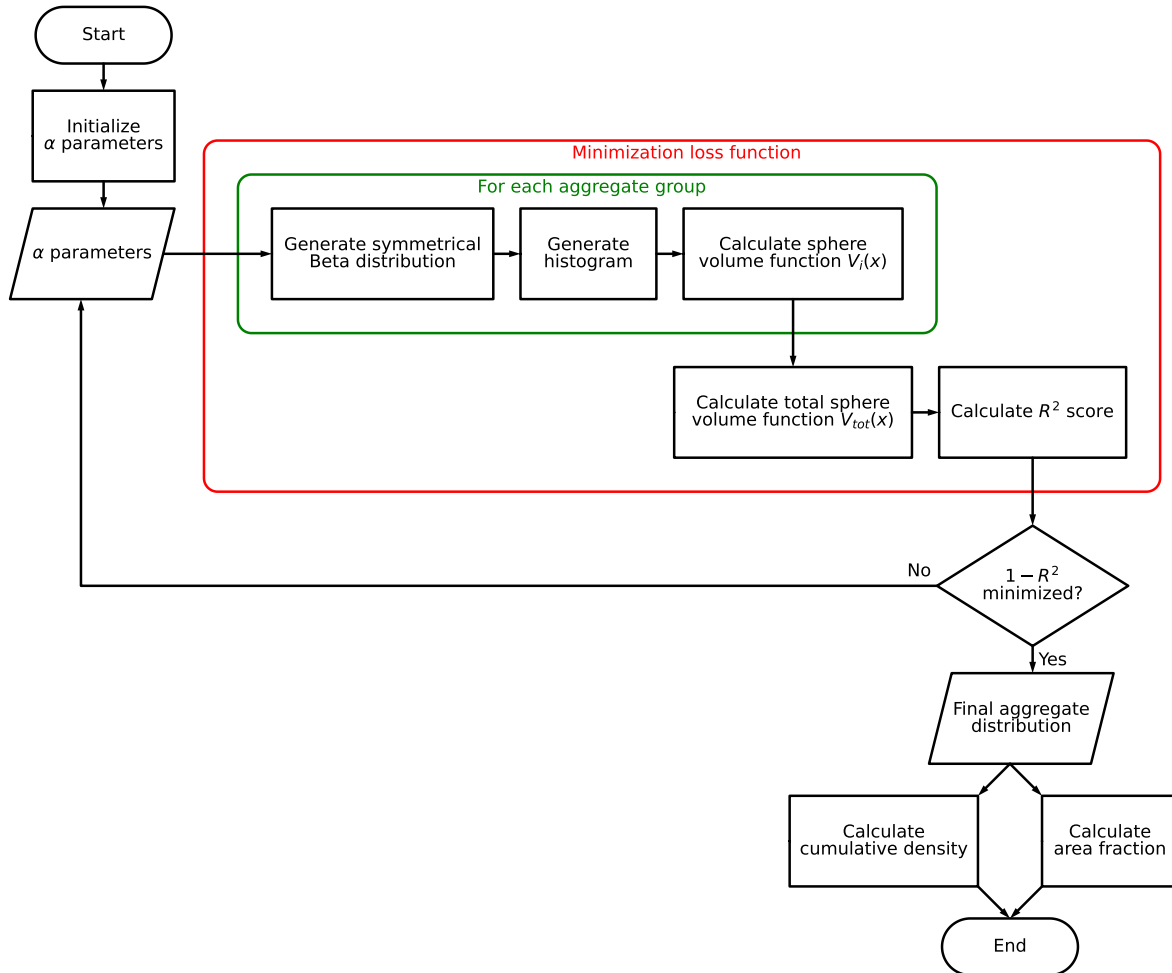 Start
Initialize
α parameters
Minimization loss function
For each aggregate group
α parameters
Generate symmetrical
Beta distribution
Generate
histogram
Calculate sphere
volume function V_i(x)
Calculate total sphere
volume function V_tot(x)
Calculate R² score
No
1 − R²
minimized?
Yes
Final aggregate
distribution
Calculate
cumulative density
Calculate
area fraction
End